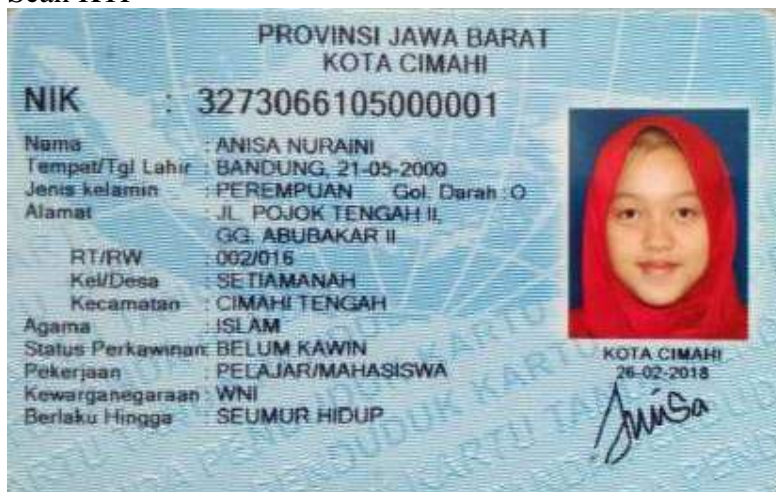 Scan KTP
PROVINSI JAWA BARAT
KOTA CIMAHI
NIK : 3273066105000001
Nama : ANISA NURAINI
Tempat/Tgl Lahir : BANDUNG, 21-05-2000
Jenis kelamin : PEREMPUAN Gol. Darah : O
Alamat : JL. POJOK TENGAH II,
GG. ABUBAKAR II
RT/RW : 002/016
Kel/Desa : SETIAMANAH
Kecamatan : CIMAHI TENGAH
Agama : ISLAM
Status Perkawinan: BELUM KAWIN
Pekerjaan : PELAJAR/MAHASISWA
Kewarganegaraan : WNI
Berlaku Hingga : SEUMUR HIDUP
KOTA CIMAHI
26-02-2018
Anisa